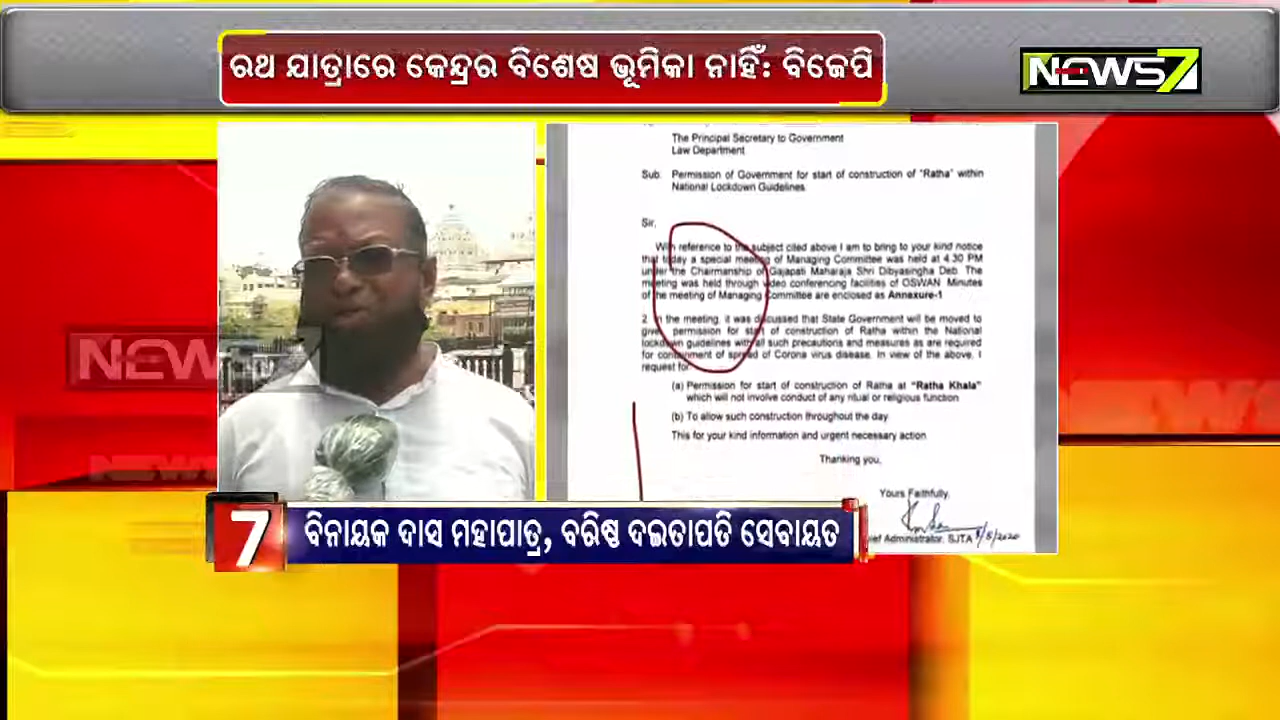 ରଥ ଯାତ୍ରାରେ କେନ୍ଦ୍ରର ବିଶେଷ ଭୂମିକା ନାହିଁ: ବିଜେପି
NEWS7
The Principal Secretary to Government
Law Department
Sub: Permission of Government for start of construction of "Ratha" within
National Lockdown Guidelines
Sir,
With reference to the subject cited above I am to bring to your kind notice
that today a special meeting of Managing Committee was held at 4.30 PM
under the Chairmanship of Gajapati Maharaja Shri Dibyasingha Deb. The
meeting was held through video conferencing facilities of OSWAN Minutes
of the meeting of Managing Committee are enclosed as Annexure-1
2. In the meeting, it was discussed that State Government will be moved to
give permission for start of construction of Ratha within the National
lockdown guidelines with all such precautions and measures as are required
for containment of spread of Corona virus disease. In view of the above, I
request for
(a) Permission for start of construction of Ratha at "Ratha Khala"
which will not involve conduct of any ritual or religious function
(b) To allow such construction throughout the day
This for your kind information and urgent necessary action
Thanking you,
Yours Faithfully,
ief Administrator, SJTA
NEWS
7
ବିନାୟକ ଦାସ ମହାପାତ୍ର, ବରିଷ୍ଠ ଦଇତାପତି ସେବାୟତ